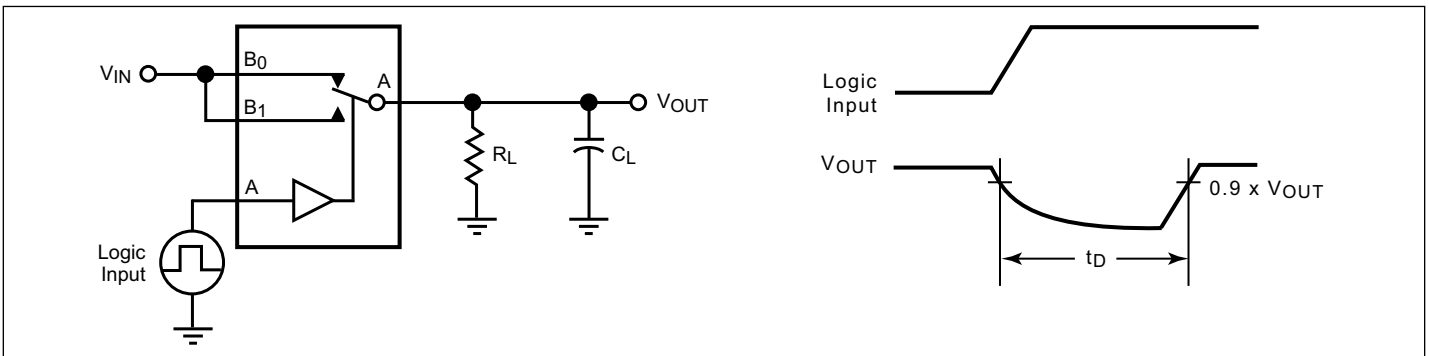 B0
VIN
A
B1
VOUT
RL
CL
A
Logic
Input
Logic
Input
VOUT
0.9 x VOUT
tD